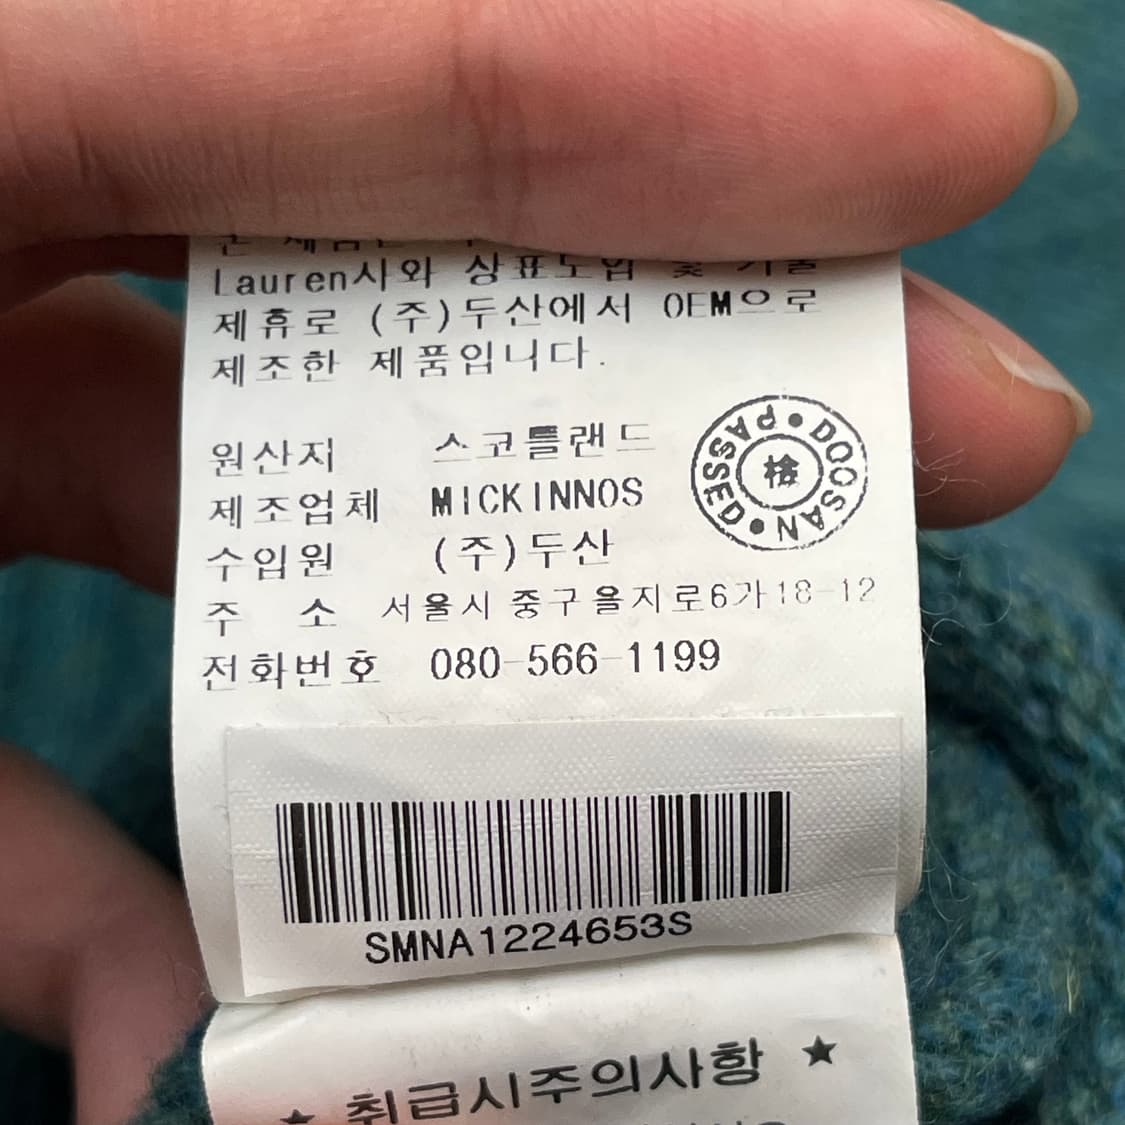 Lauren사와 상표도입 및 기술
제휴로 (주)두산에서 OEM으로
제조한 제품입니다.
원산지 스코틀랜드
제조업체 MICKINNOS
수입원 (주)두산
주 소 서울시 중구 을지로6가18-12
전화번호 080-566-1199
PASSED • DOOSAN •
檢
SMNA1224653S
★ 취급시주의사항 ★